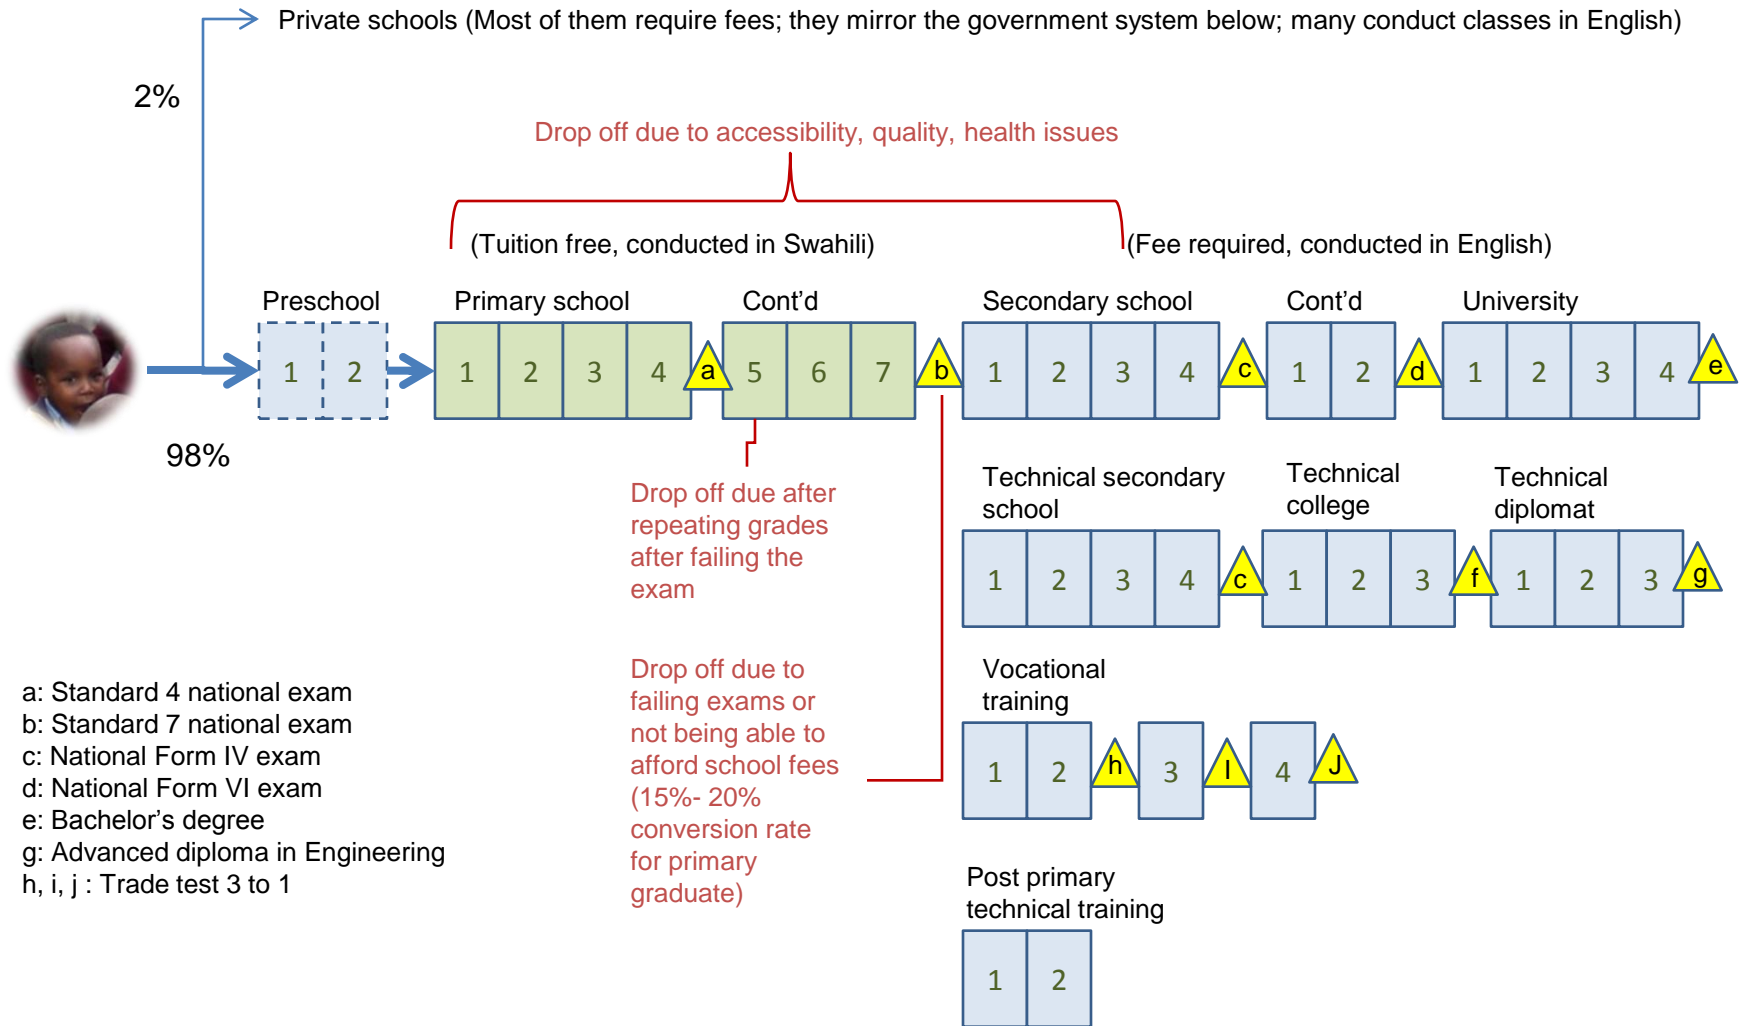 Private schools (Most of them require fees; they mirror the government system below; many conduct classes in English)
2%
Drop off due to accessibility, quality, health issues
(Tuition free, conducted in Swahili)
(Fee required, conducted in English)
Preschool
Primary school
Cont'd
Secondary school
Cont'd
University
1 2
1 2 3 4 a 5 6 7 b 1 2 3 4 c 1 2 d 1 2 3 4 e
98%
Drop off due after
repeating grades
after failing the
exam
Technical secondary
school
Technical
college
Technical
diplomat
1 2 3 4 c 1 2 3 f 1 2 3 g
Drop off due to
failing exams or
not being able to
afford school fees
(15%- 20%
conversion rate
for primary
graduate)
Vocational
training
1 2 h 3 I 4 J
a: Standard 4 national exam
b: Standard 7 national exam
c: National Form IV exam
d: National Form VI exam
e: Bachelor's degree
g: Advanced diploma in Engineering
h, i, j : Trade test 3 to 1
Post primary
technical training
1 2